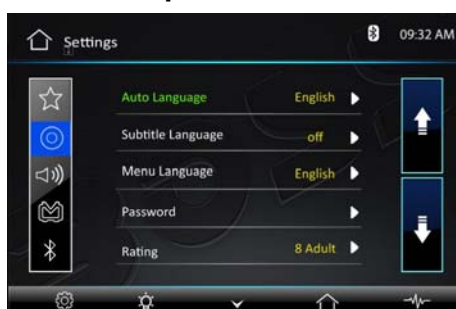 Settings
09:32 AM
Auto Language English
Subtitle Language off
Menu Language English
Password
Rating 8 Adult